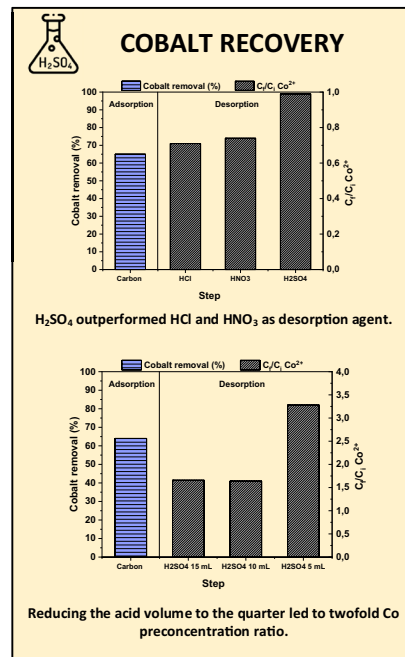 H₂SO₄
COBALT RECOVERY
Cobalt removal (%) Cf/Ci Co²⁺
Adsorption Desorption
100
90
80
70
60
50
40
30
20
10
0
Cobalt removal (%)
1,0
0,8
0,6
0,4
0,2
0,0
Cf/Ci Co²⁺
Carbon HCl HNO3 H2SO4
Step
H₂SO₄ outperformed HCl and HNO₃ as desorption agent.
Cobalt removal (%) Cf/Ci Co²⁺
Adsorption Desorption
100
90
80
70
60
50
40
30
20
10
0
Cobalt removal (%)
4,0
3,5
3,0
2,5
2,0
1,5
1,0
0,5
0,0
Cf/Ci Co²⁺
Carbon H2SO4 15 mL H2SO4 10 mL H2SO4 5 mL
Step
Reducing the acid volume to the quarter led to twofold Co
preconcentration ratio.